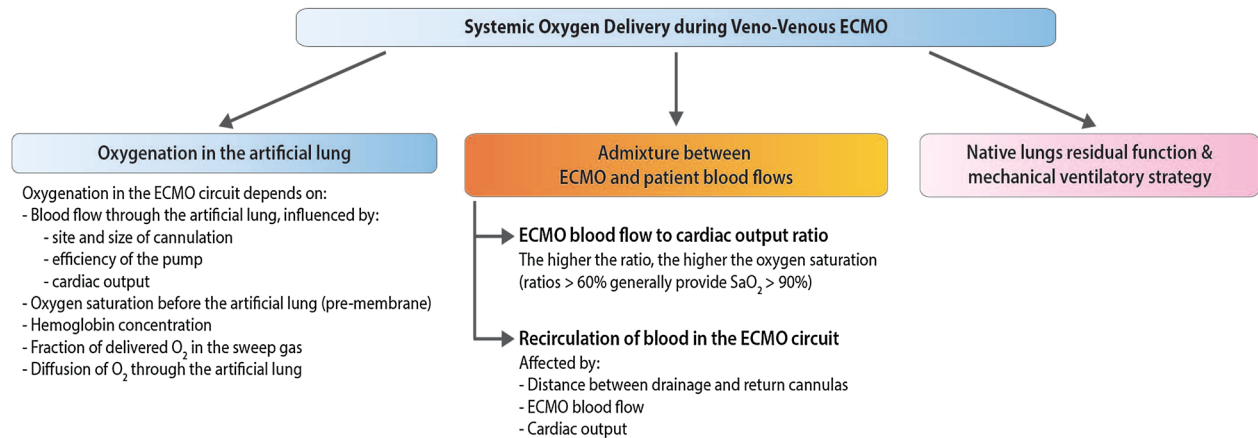 Systemic Oxygen Delivery during Veno-Venous ECMO
Oxygenation in the artificial lung
Oxygenation in the ECMO circuit depends on:
- Blood flow through the artificial lung, influenced by:
- site and size of cannulation
- efficiency of the pump
- cardiac output
- Oxygen saturation before the artificial lung (pre-membrane)
- Hemoglobin concentration
- Fraction of delivered O₂ in the sweep gas
- Diffusion of O₂ through the artificial lung
Admixture between
ECMO and patient blood flows
ECMO blood flow to cardiac output ratio
The higher the ratio, the higher the oxygen saturation
(ratios > 60% generally provide SaO₂ > 90%)
Recirculation of blood in the ECMO circuit
Affected by:
- Distance between drainage and return cannulas
- ECMO blood flow
- Cardiac output
Native lungs residual function &
mechanical ventilatory strategy